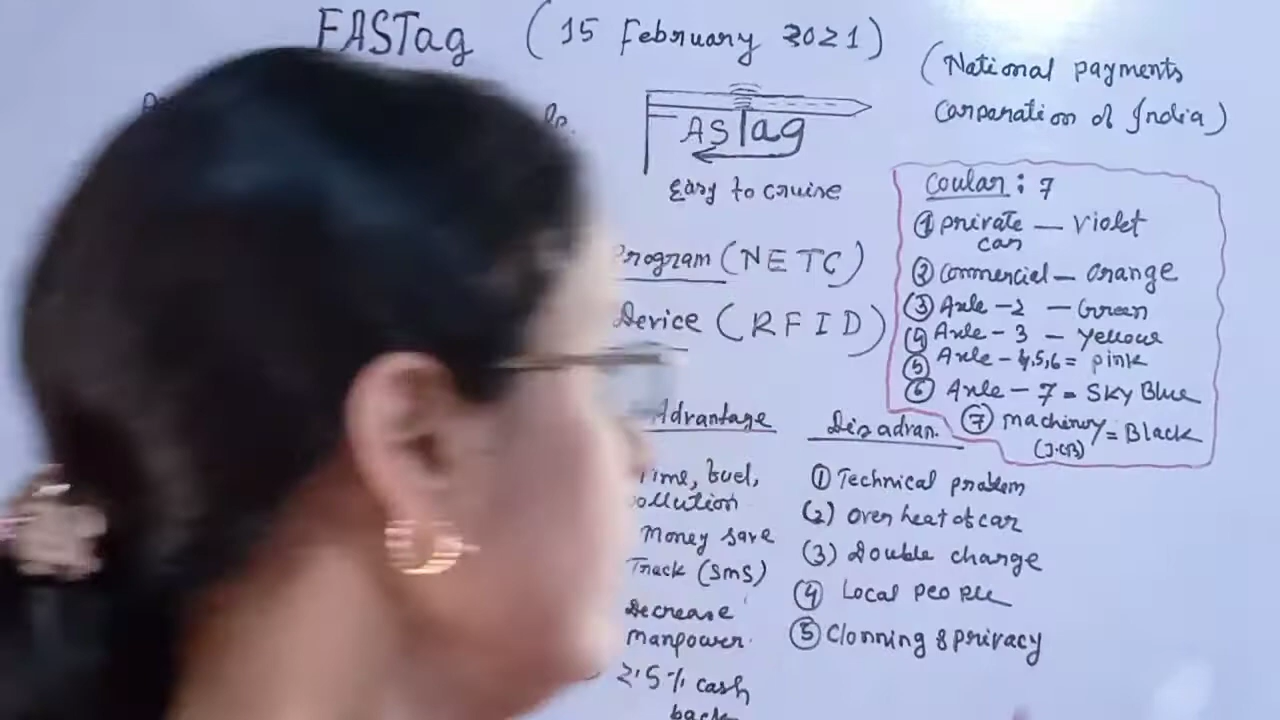 FASTag (15 February 2021)
(National payments
Carparation of India)
ASTag
Easy to cruise
Coular : 7
① private car — Violet
② Commercial — Orange
③ Axle - 2 — Green
④ Axle - 3 — Yellow
⑤ Axle - 4,5,6 = pink
⑥ Axle - 7 = Sky Blue
⑦ machinery = Black
(J.CB)
Program (NETC)
Device (RFID)
Advantage
Time, fuel,
pollution
Money save
Track (SMS)
Decrease
manpower.
2.5% cash
back
Disadvan.
① Technical problem
(2) Over heat of car
(3) Double charge
④ Local people
⑤ Clonning & privacy